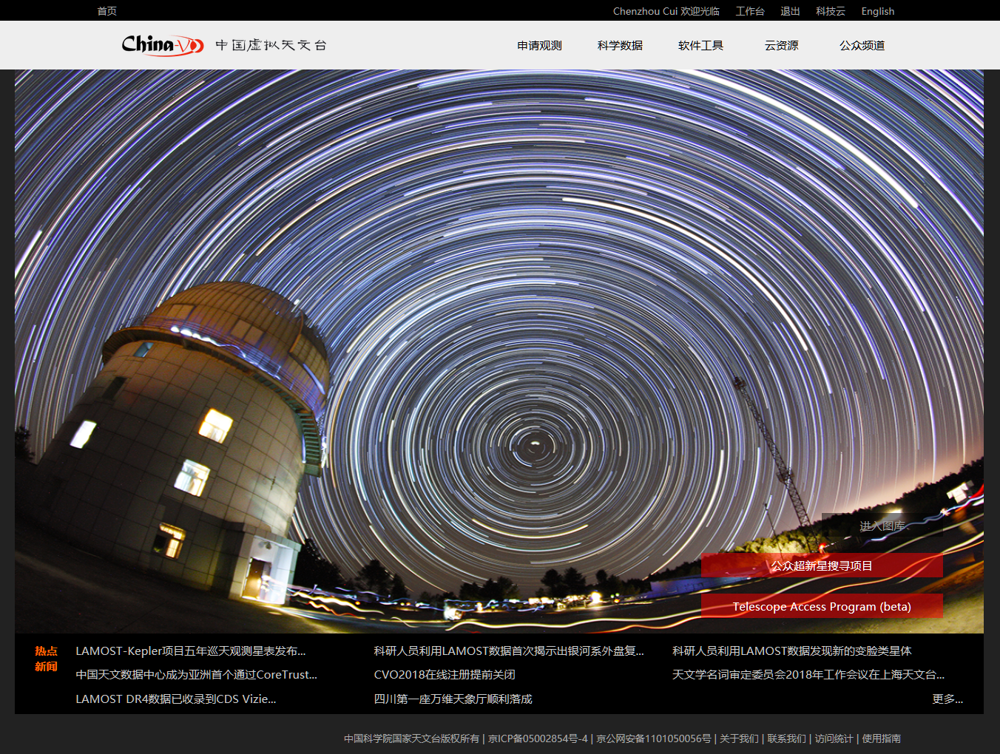 首页 Chenzhou Cui 欢迎光临 工作台 退出 科技云 English
China-VO 中国虚拟天文台 申请观测 科学数据 软件工具 云资源 公众频道
进入图库
公众超新星搜寻项目
Telescope Access Program (beta)
热点新闻
LAMOST-Kepler项目五年巡天观测星表发布... 科研人员利用LAMOST数据首次揭示出银河系外盘复... 科研人员利用LAMOST数据发现新的变脸类星体
中国天文数据中心成为亚洲首个通过CoreTrust... CVO2018在线注册提前关闭 天文学名词审定委员会2018年工作会议在上海天文台...
LAMOST DR4数据已收录到CDS Vizie... 四川第一座万维天象厅顺利落成 更多...
中国科学院国家天文台版权所有 | 京ICP备05002854号-4 | 京公网安备1101050056号 | 关于我们 | 联系我们 | 访问统计 | 使用指南